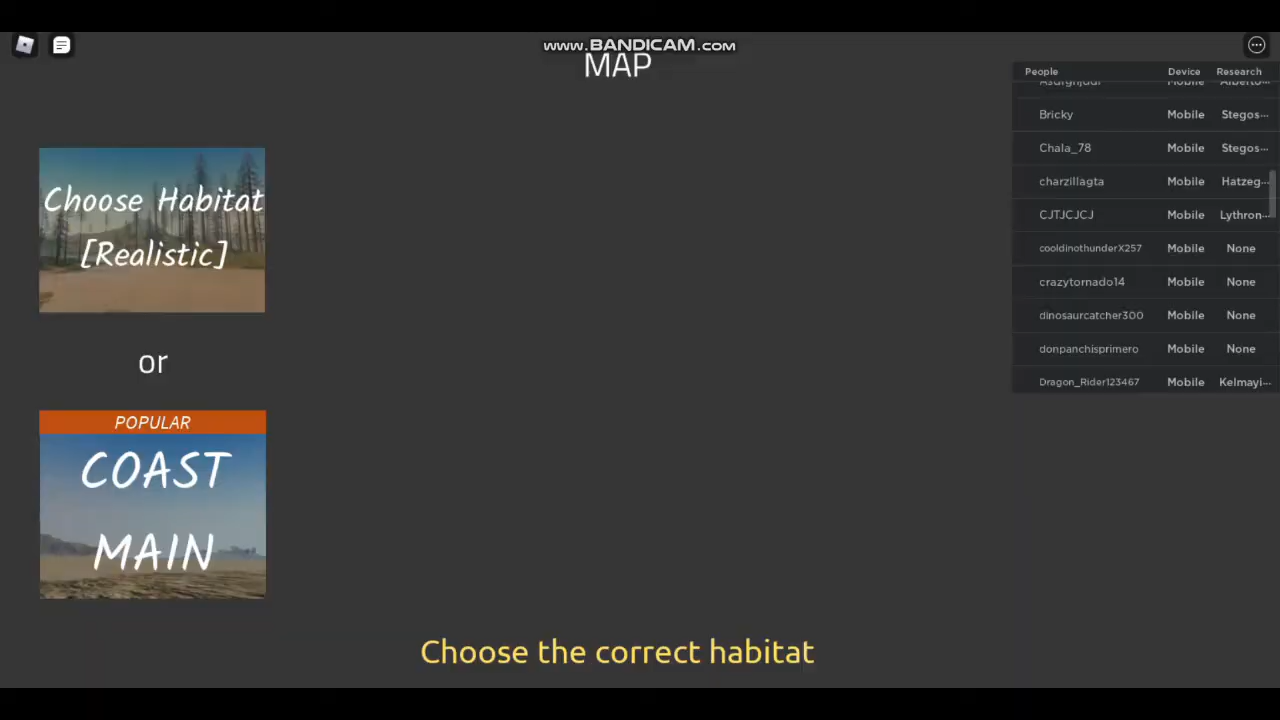 www.BANDICAM.com
MAP
People Device Research
Mobile
Bricky Mobile Stegos...
Chala_78 Mobile Stegos...
charzillagta Mobile Hatzeg...
CJTJCJCJ Mobile Lythron...
cooldinothunderX257 Mobile None
crazytornado14 Mobile None
dinosaurcatcher300 Mobile None
donpanchisprimero Mobile None
Dragon_Rider123467 Mobile Kelmayi...
Choose Habitat
[Realistic]
or
POPULAR
COAST
MAIN
Choose the correct habitat